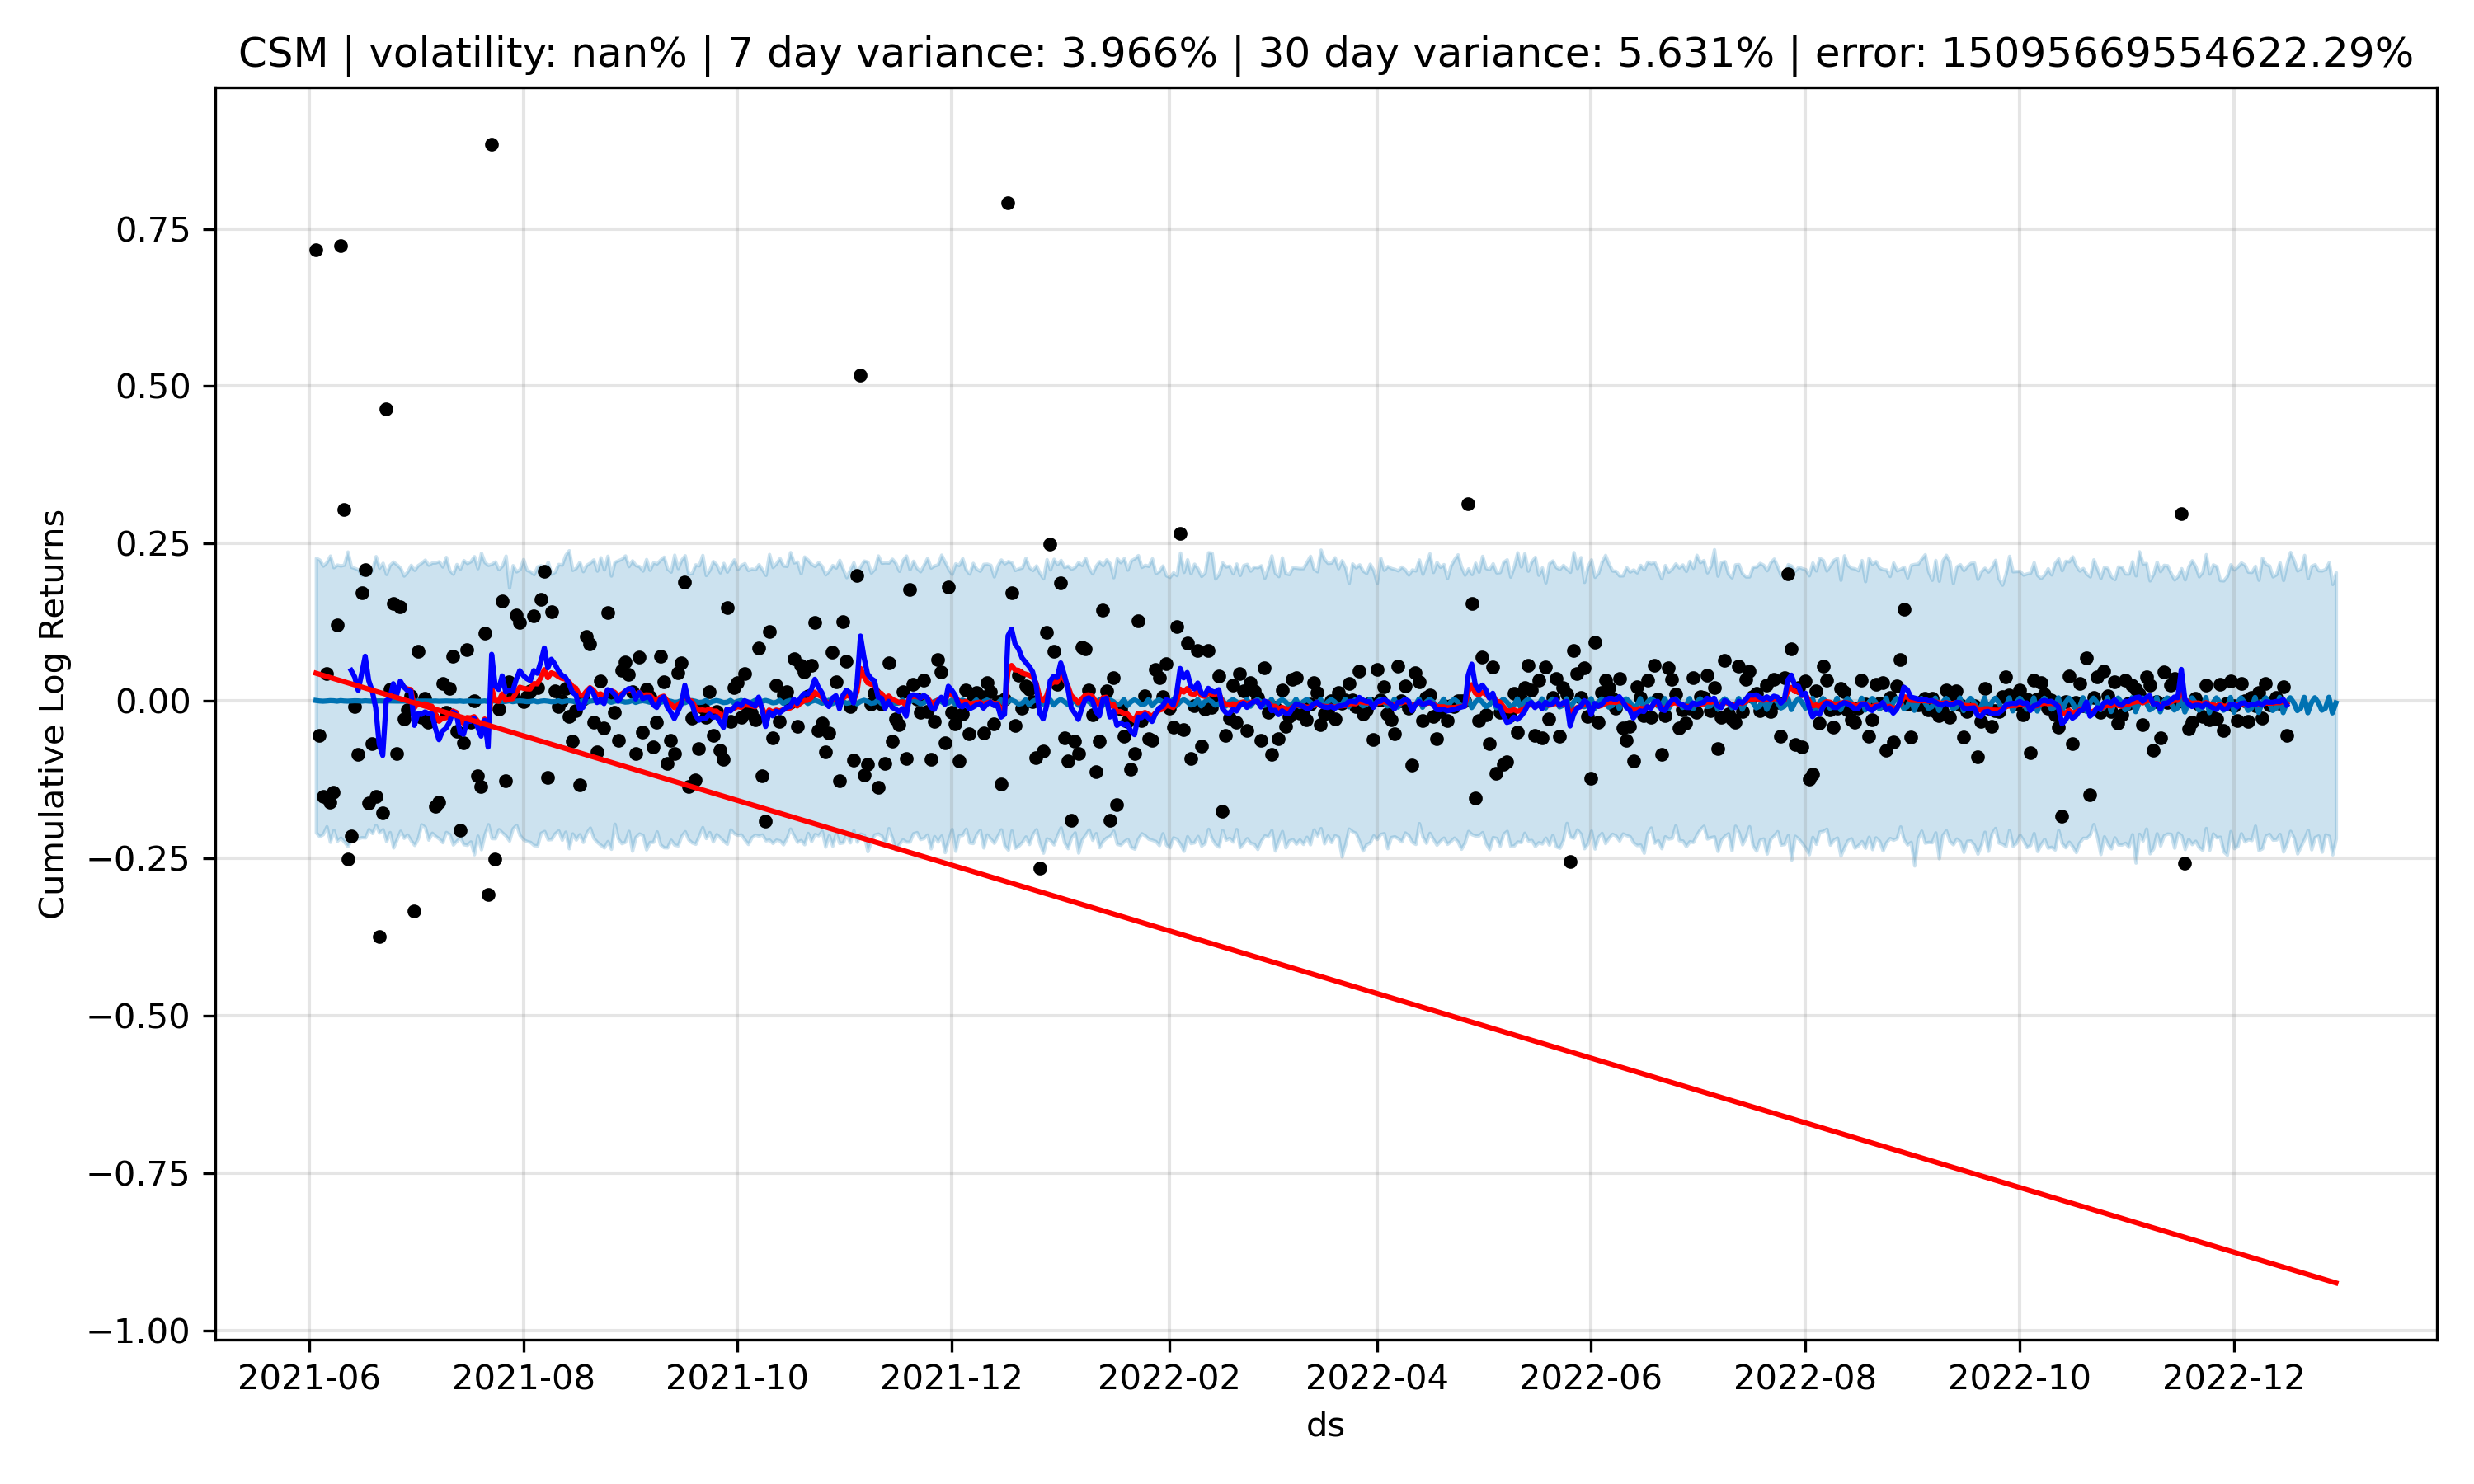 CSM | volatility: nan% | 7 day variance: 3.966% | 30 day variance: 5.631% | error: 15095669554622.29%
Cumulative Log Returns
0.75
0.50
0.25
0.00
−0.25
−0.50
−0.75
−1.00
2021-06 2021-08 2021-10 2021-12 2022-02 2022-04 2022-06 2022-08 2022-10 2022-12
ds